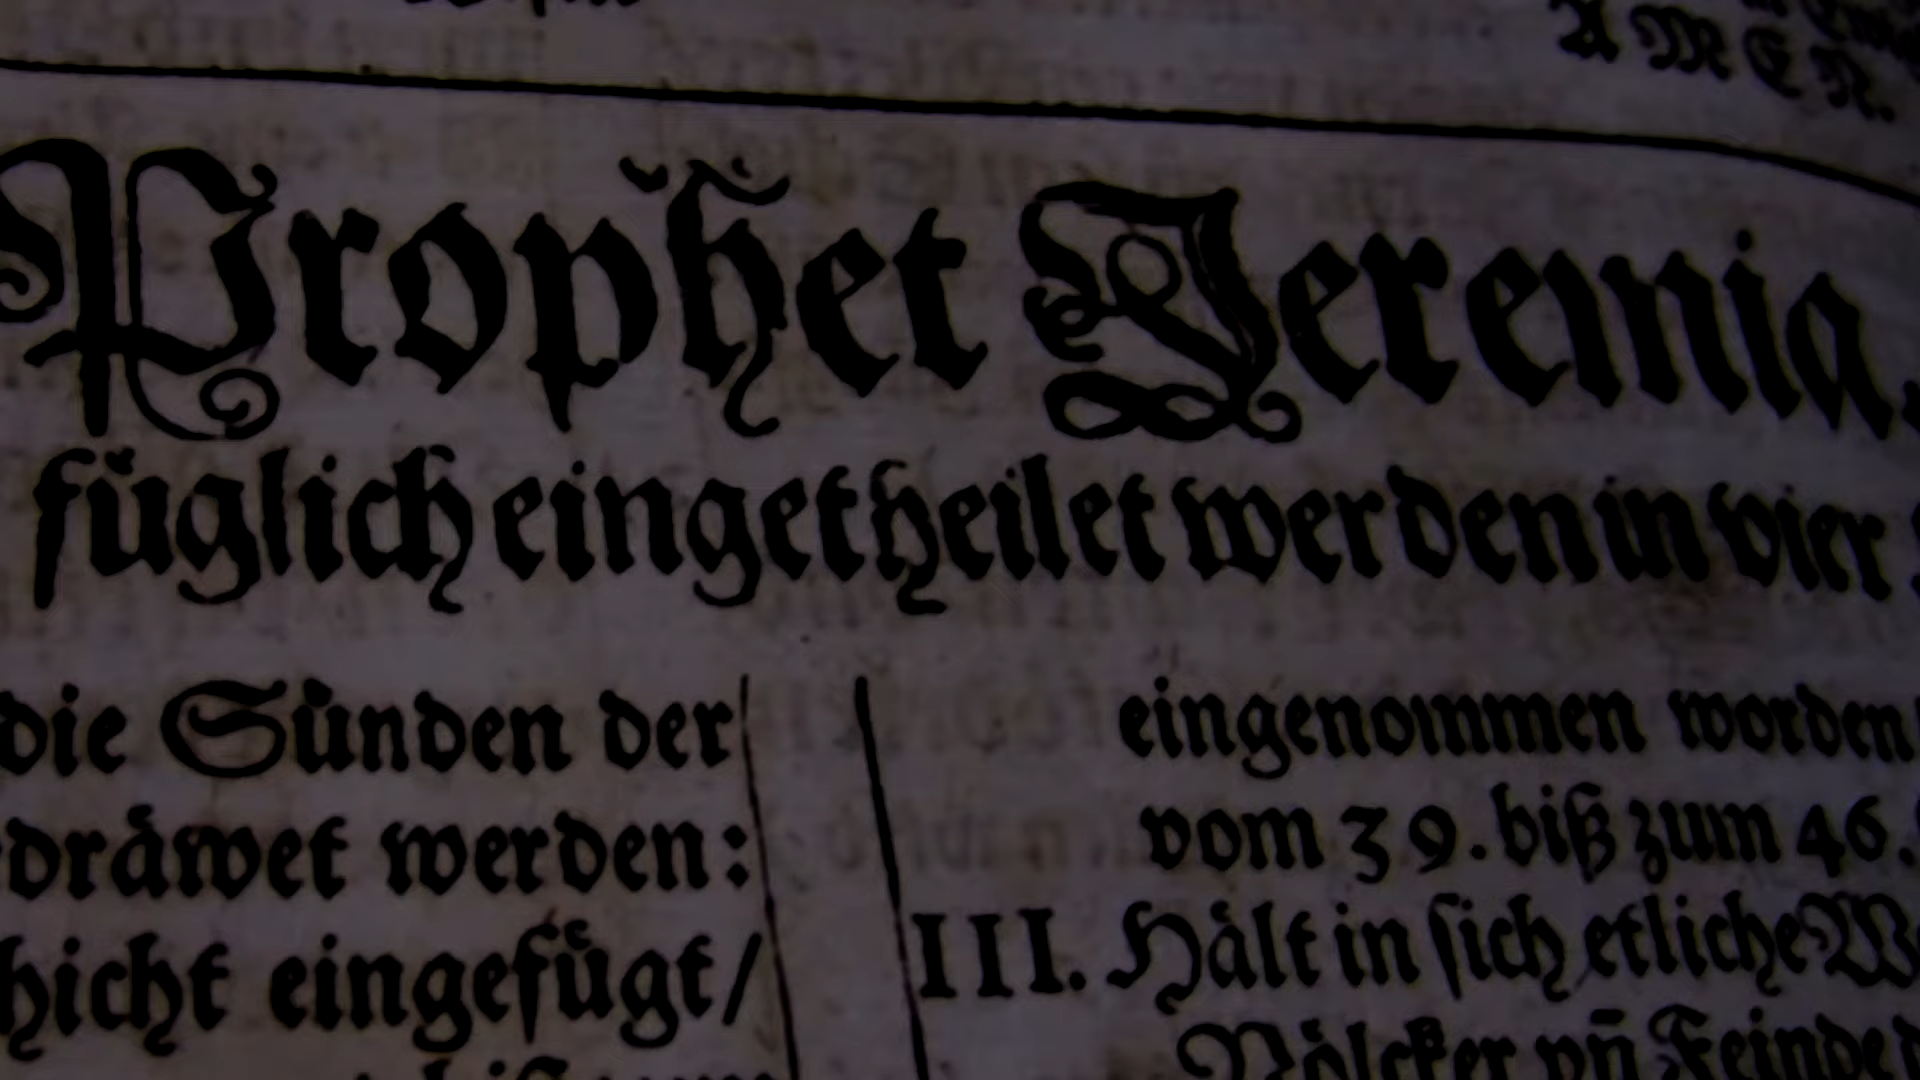 AMEN.
Prophet Jeremia.
füglich eingetheilet werden in vier
die Sünden der
dräwet werden:
hicht eingefügt/
eingenommen worden
vom 39. biß zum 46.
III. Hält in sich etliche
Völcker vñ Feinde